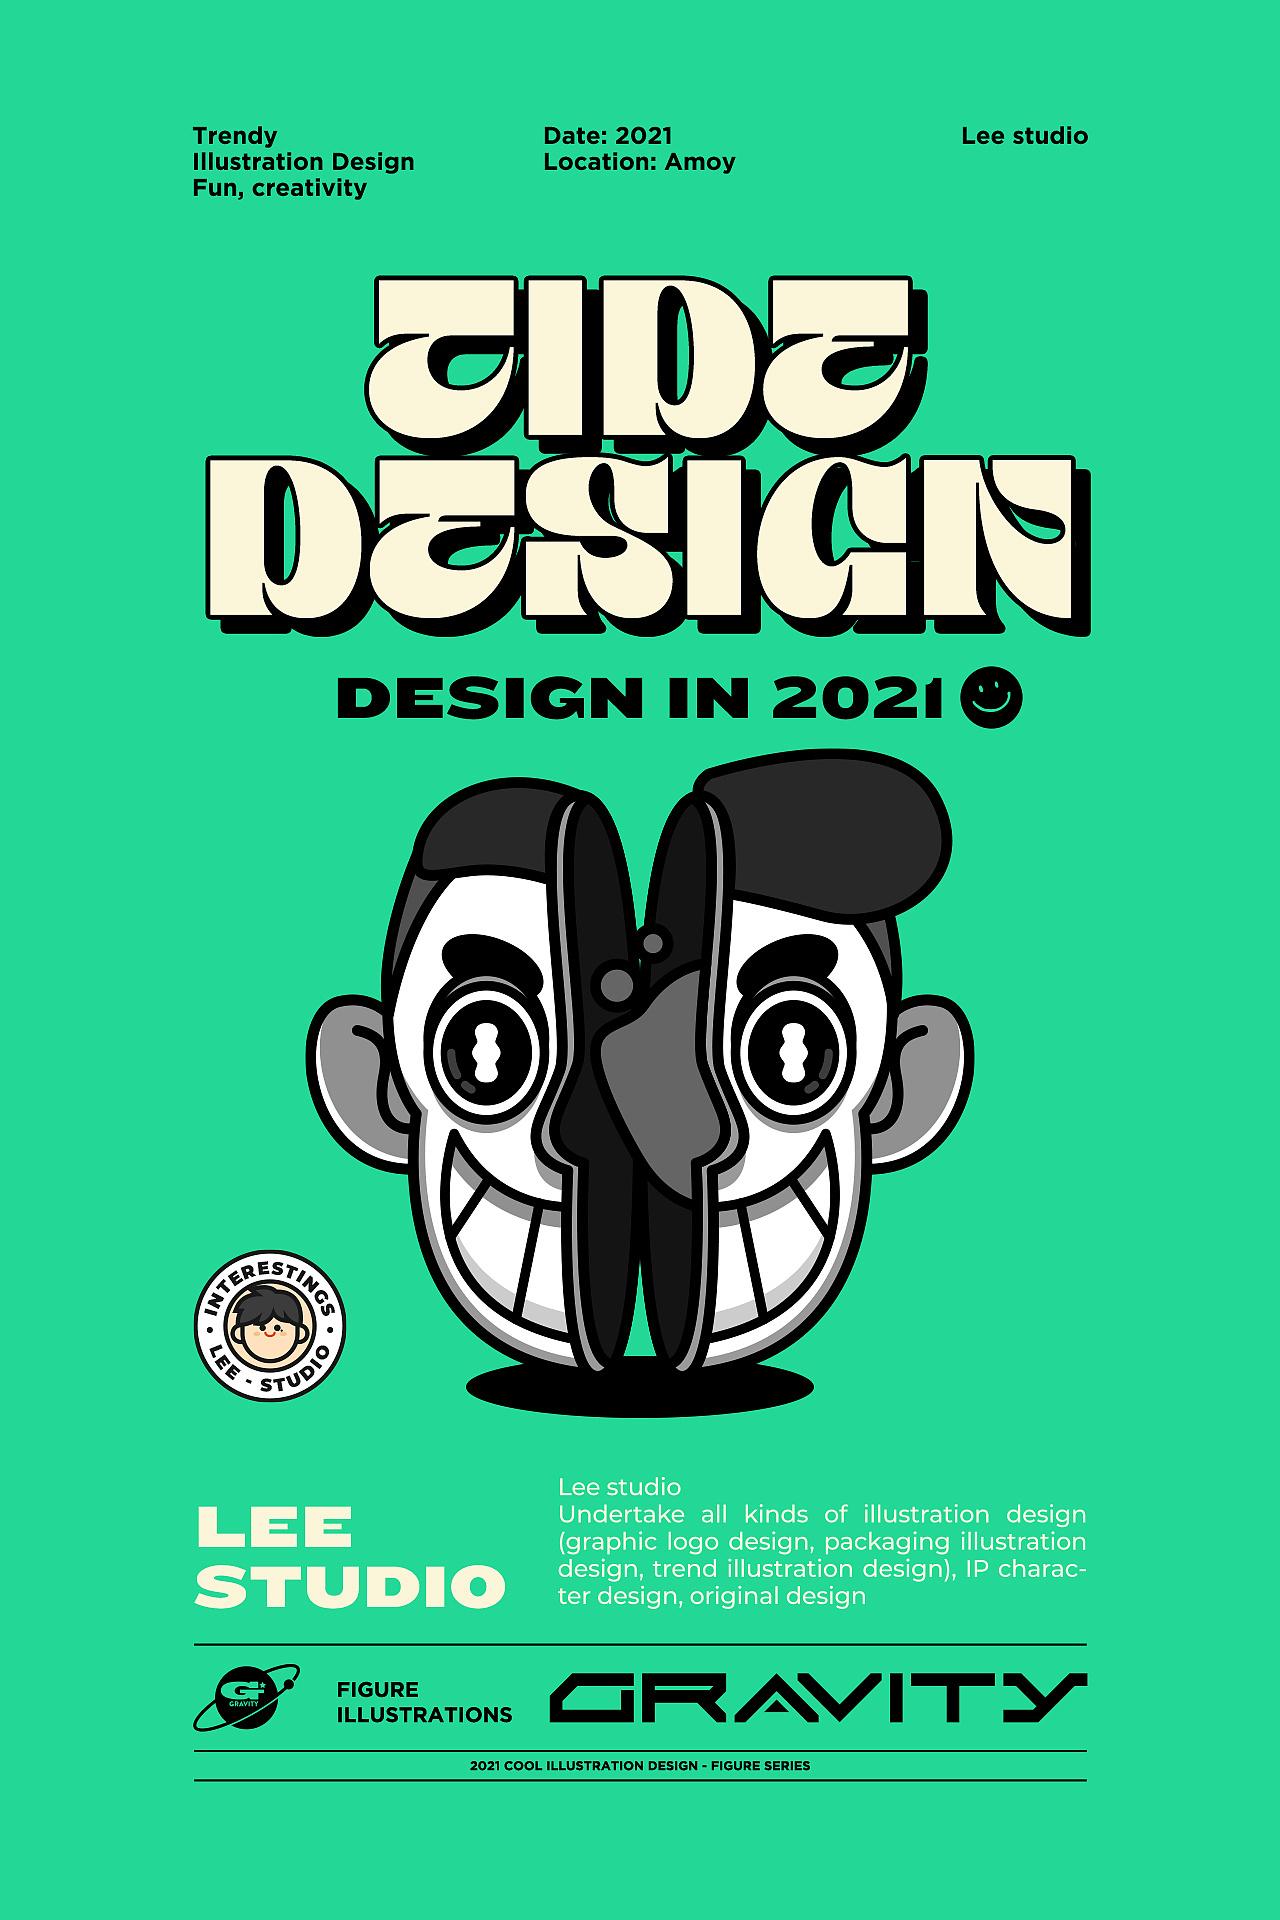 Trendy
Illustration Design
Fun, creativity
Date: 2021
Location: Amoy
Lee studio
TIDE
DESIGN
DESIGN IN 2021
INTERESTINGS
LEE - STUDIO
LEE
STUDIO
Lee studio
Undertake all kinds of illustration design
(graphic logo design, packaging illustration
design, trend illustration design), IP charac-
ter design, original design
G+
GRAVITY
FIGURE
ILLUSTRATIONS
GRAVITY
2021 COOL ILLUSTRATION DESIGN - FIGURE SERIES